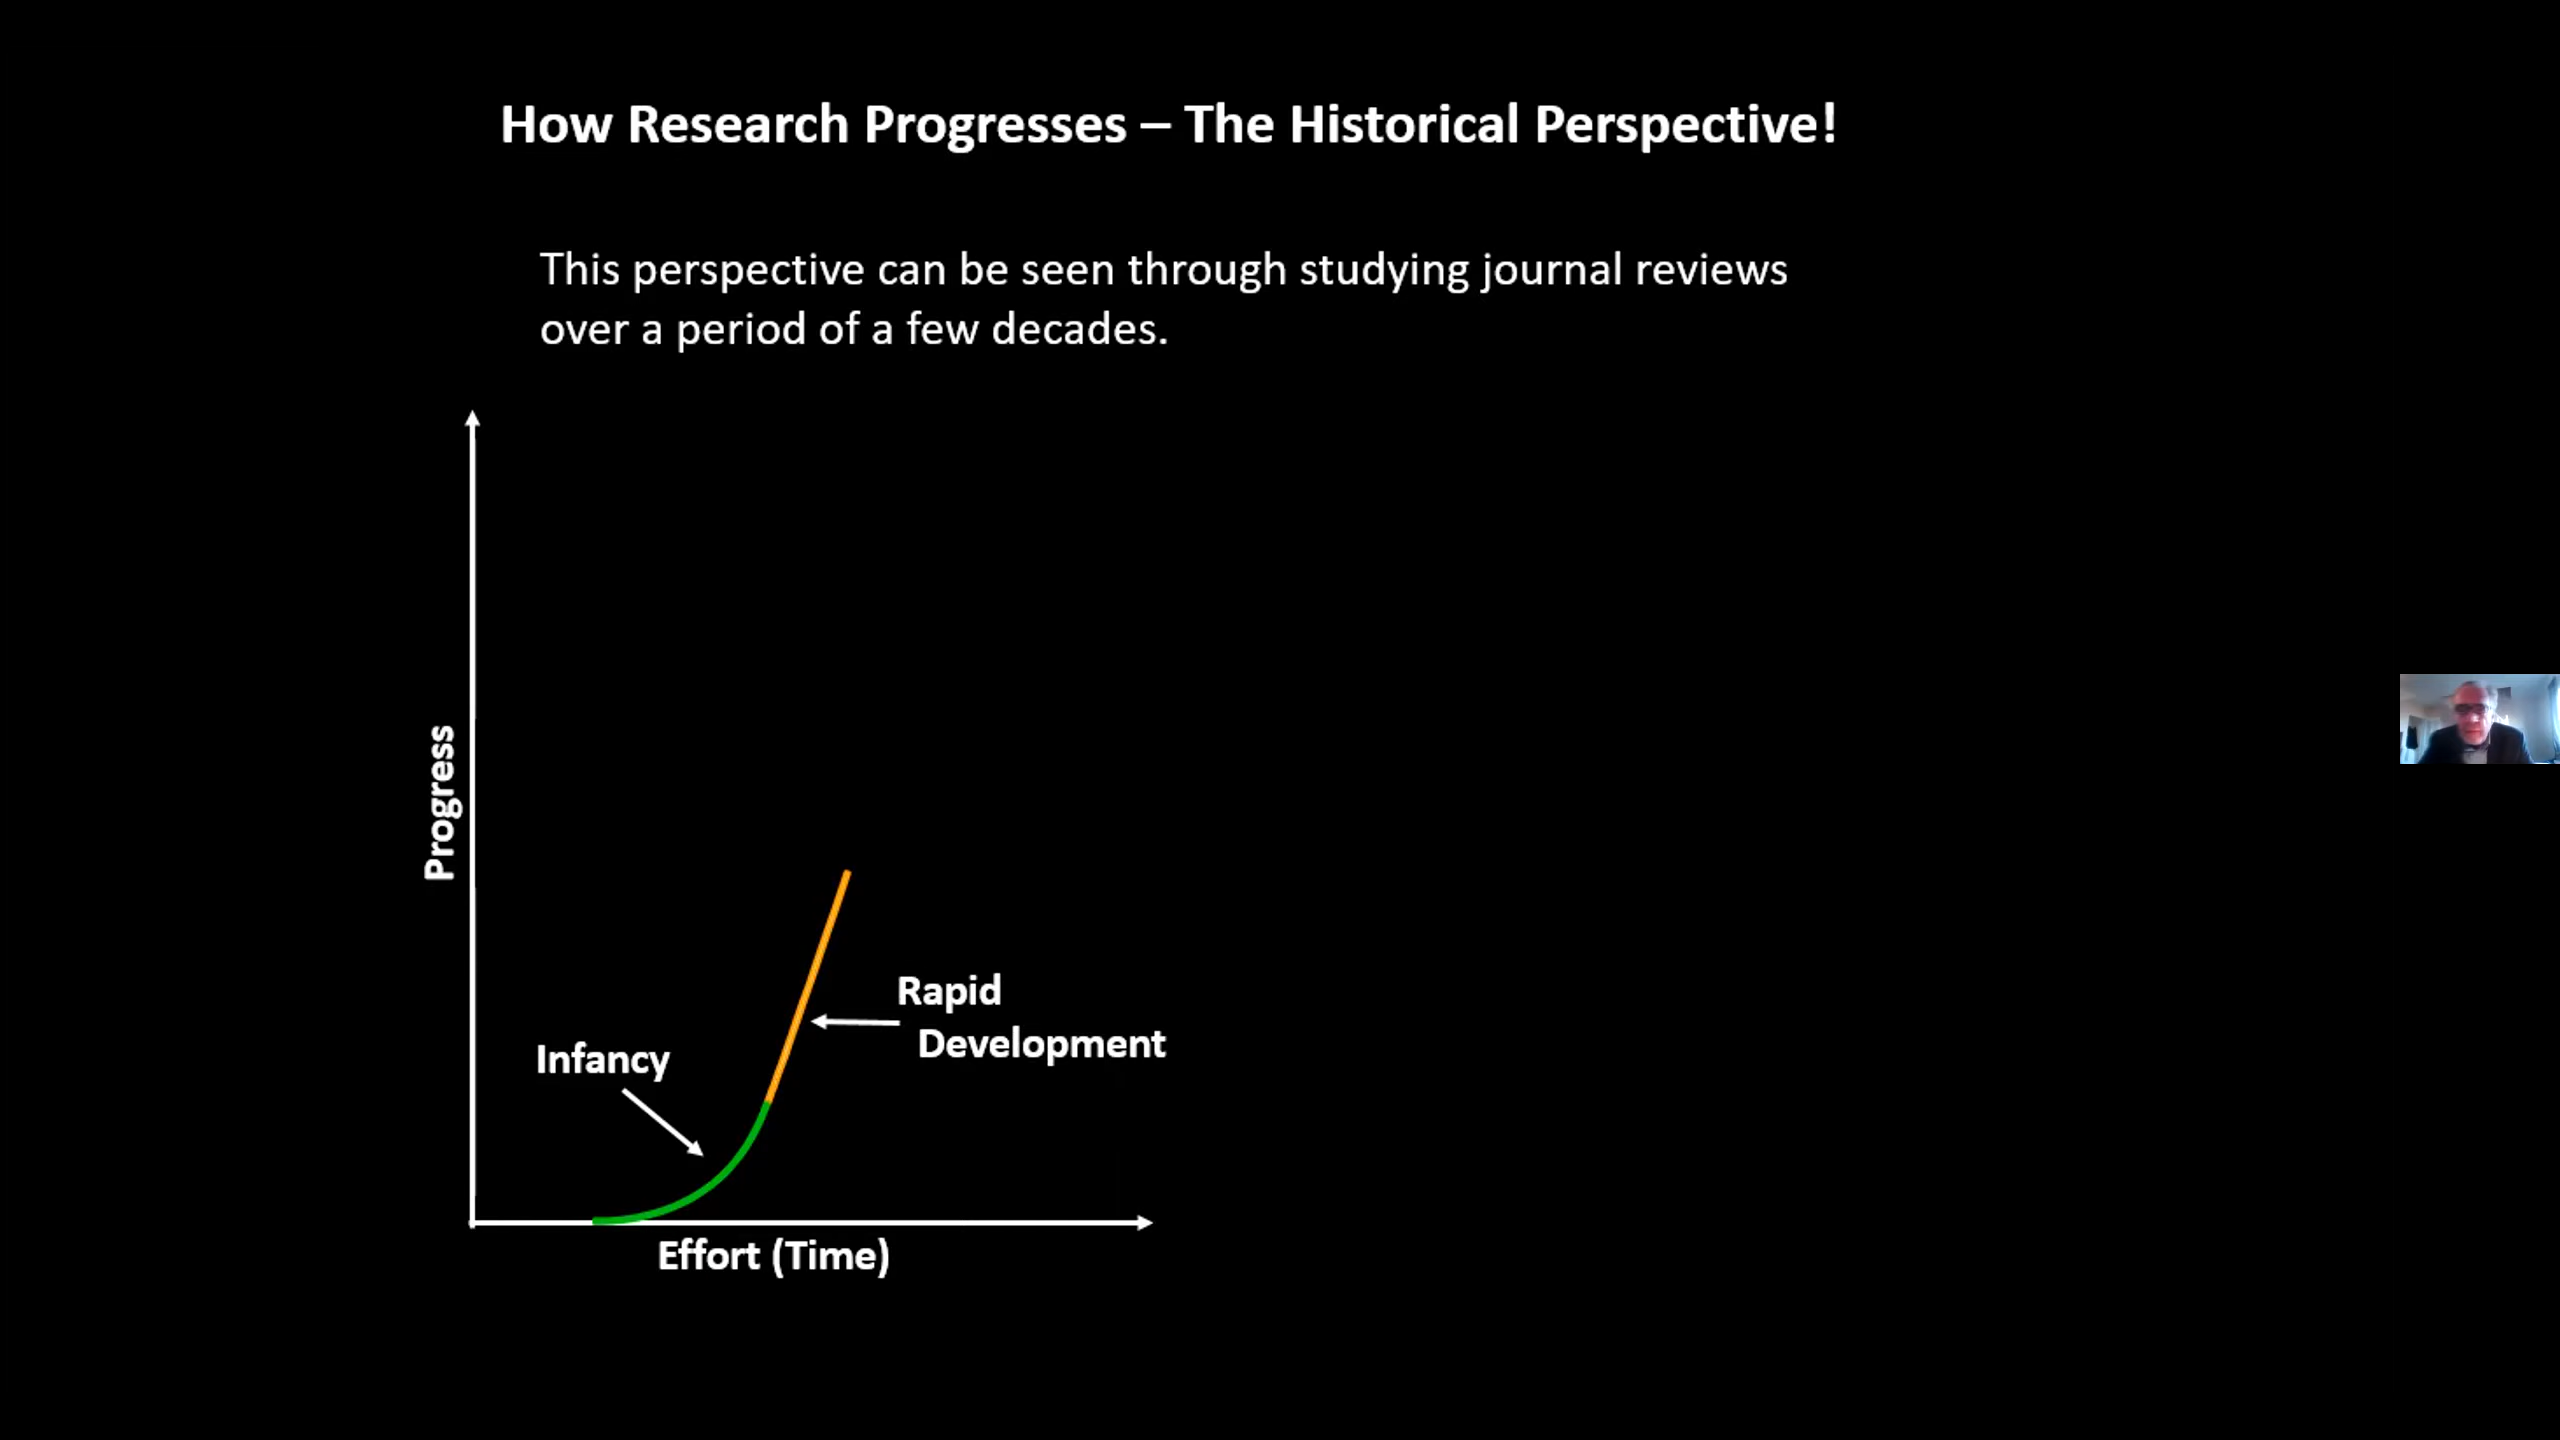 How Research Progresses – The Historical Perspective!
This perspective can be seen through studying journal reviews
over a period of a few decades.
Progress
Rapid
Development
Infancy
Effort (Time)